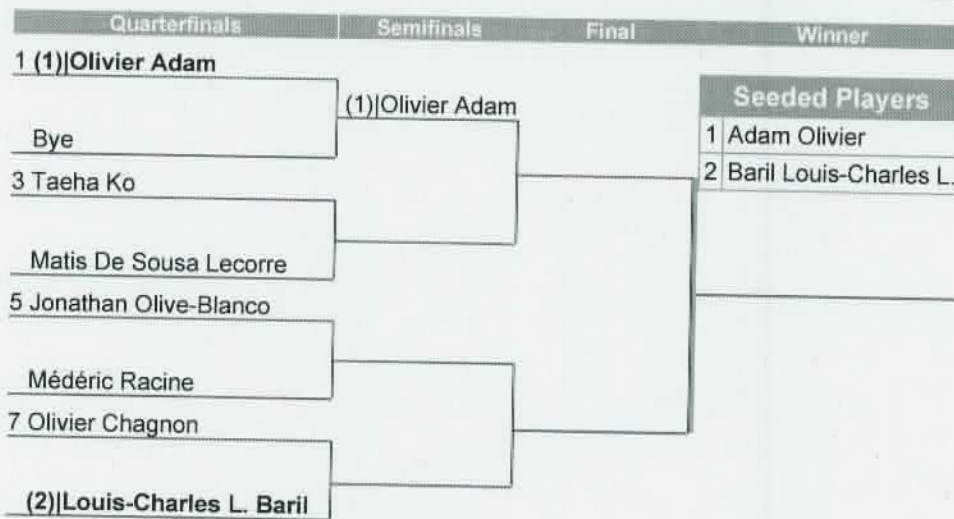 Quarterfinals Semifinals Final Winner
1 (1)|Olivier Adam
(1)|Olivier Adam
Bye
3 Taeha Ko
Matis De Sousa Lecorre
5 Jonathan Olive-Blanco
Médéric Racine
7 Olivier Chagnon
(2)|Louis-Charles L. Baril
Seeded Players
1 Adam Olivier
2 Baril Louis-Charles L.